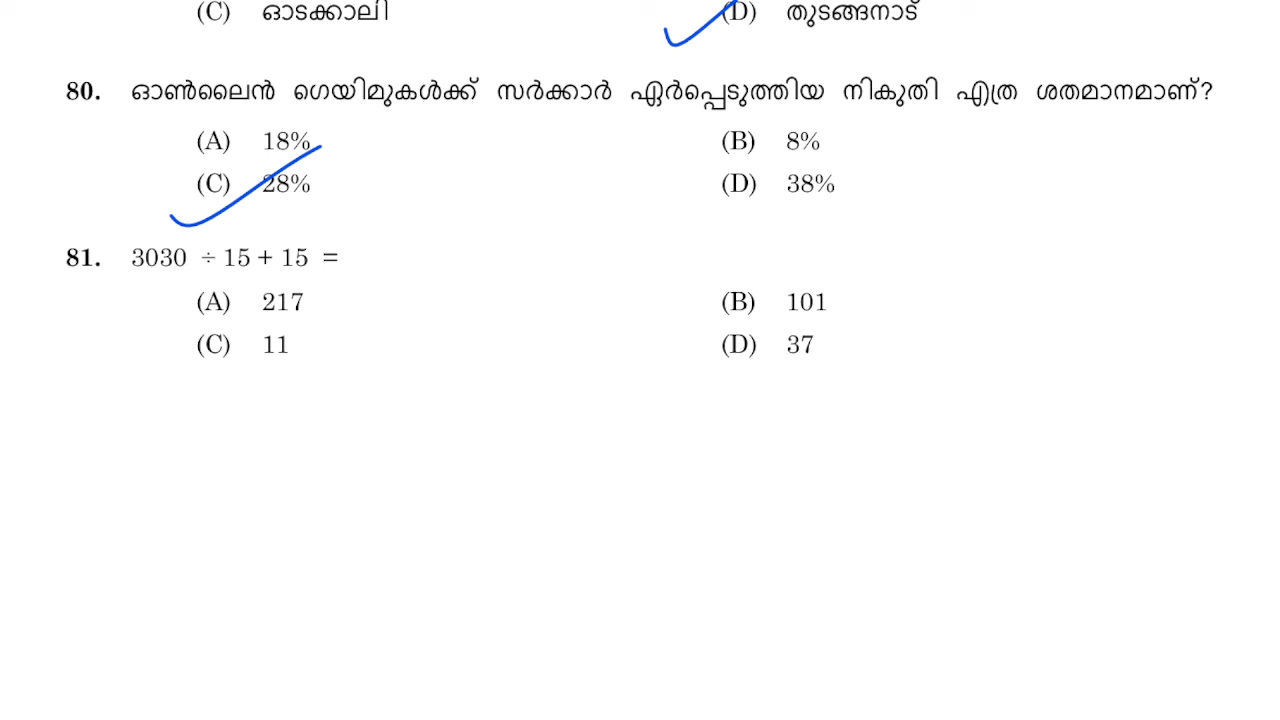 (C) ഓടക്കാലി (D) തുടങ്ങനാട്
80. ഓൺലൈൻ ഗെയിമുകൾക്ക് സർക്കാർ ഏർപ്പെടുത്തിയ നികുതി എത്ര ശതമാനമാണ്?
(A) 18% (B) 8%
(C) 28% (D) 38%
81. 3030 ÷ 15 + 15 =
(A) 217 (B) 101
(C) 11 (D) 37